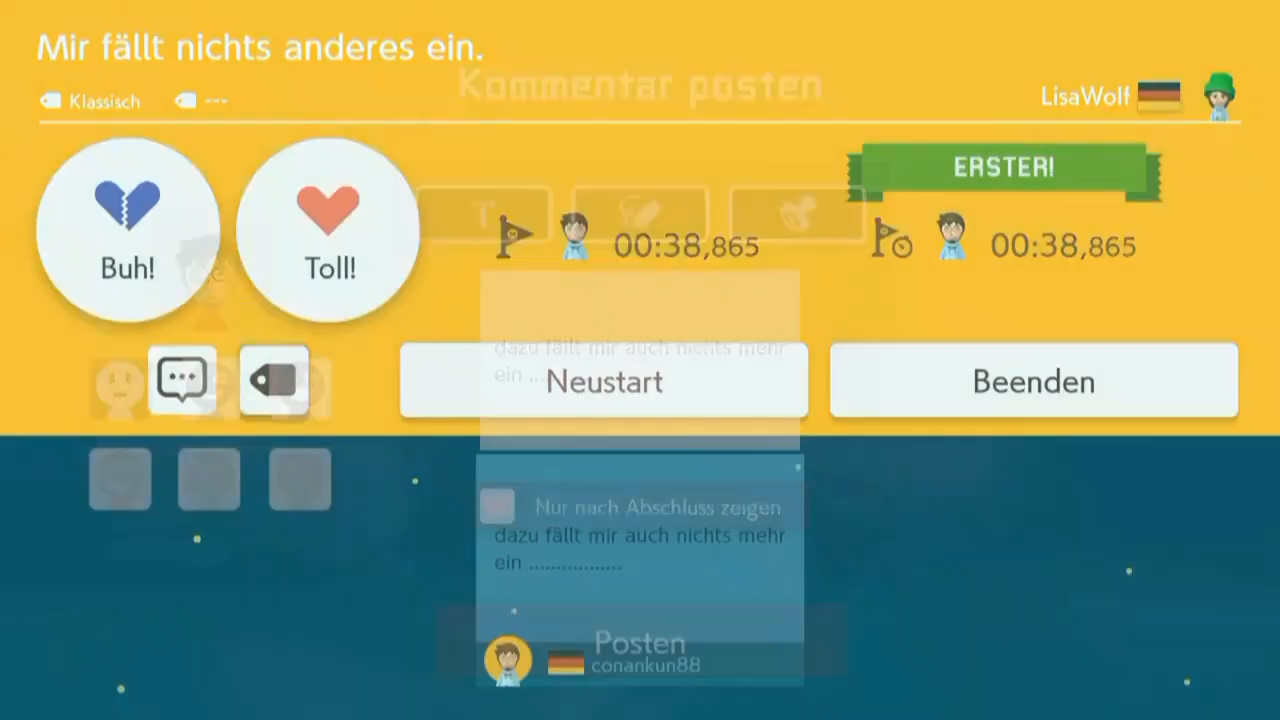 Mir fällt nichts anderes ein.
Kommentar posten
Klassisch
---
LisaWolf
ERSTER!
T
00:38,865
00:38,865
Buh!
Toll!
dazu fällt mir auch nichts mehr
ein ...
Neustart
Beenden
Nur nach Abschluss zeigen
dazu fällt mir auch nichts mehr
ein .................
Posten
conankun88